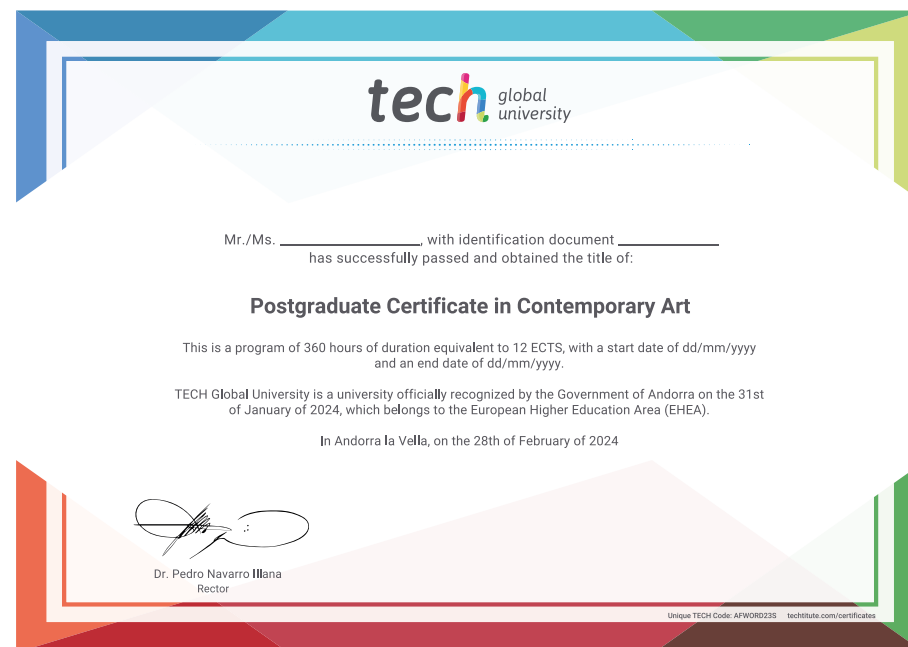 tech global university
Mr./Ms. ____________________, with identification document ______________
has successfully passed and obtained the title of:
Postgraduate Certificate in Contemporary Art
This is a program of 360 hours of duration equivalent to 12 ECTS, with a start date of dd/mm/yyyy
and an end date of dd/mm/yyyy.
TECH Global University is a university officially recognized by the Government of Andorra on the 31st
of January of 2024, which belongs to the European Higher Education Area (EHEA).
In Andorra la Vella, on the 28th of February of 2024
Dr. Pedro Navarro Illana
Rector
Unique TECH Code: AFWORD23S techtitute.com/certificates